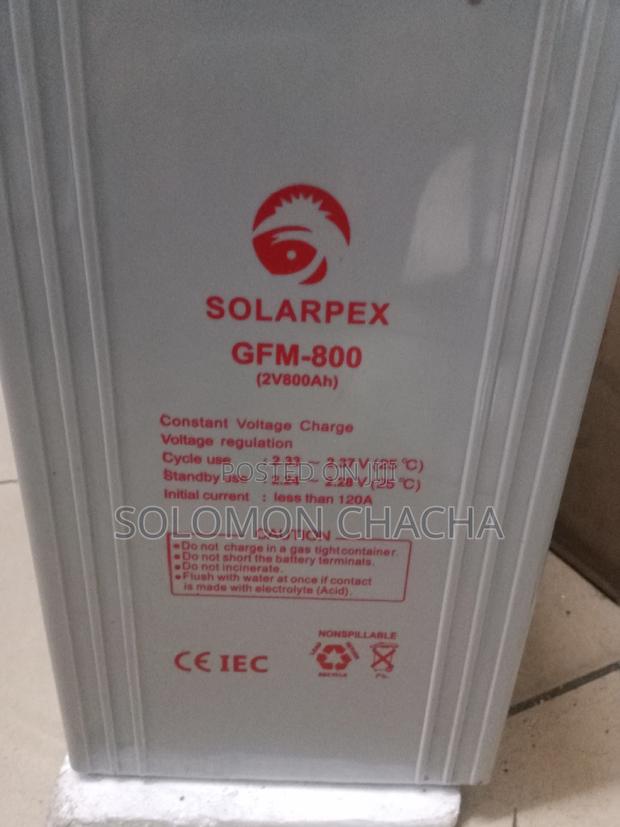 SOLARPEX
GFM-800
(2V800Ah)
Constant Voltage Charge
Voltage regulation
Cycle use : 2.33 ~ 2.37 V (25 ℃)
Standby use : 2.24 ~ 2.28 V (25 ℃)
Initial current : less than 120A
POSTED ON JIJI
SOLOMON CHACHA
CAUTION
• Do not charge in a gas tight container.
• Do not short the battery terminals.
• Do not incinerate.
• Flush with water at once if contact
is made with electrolyte (Acid).
NONSPILLABLE
CE IEC
RECYCLE
Pb